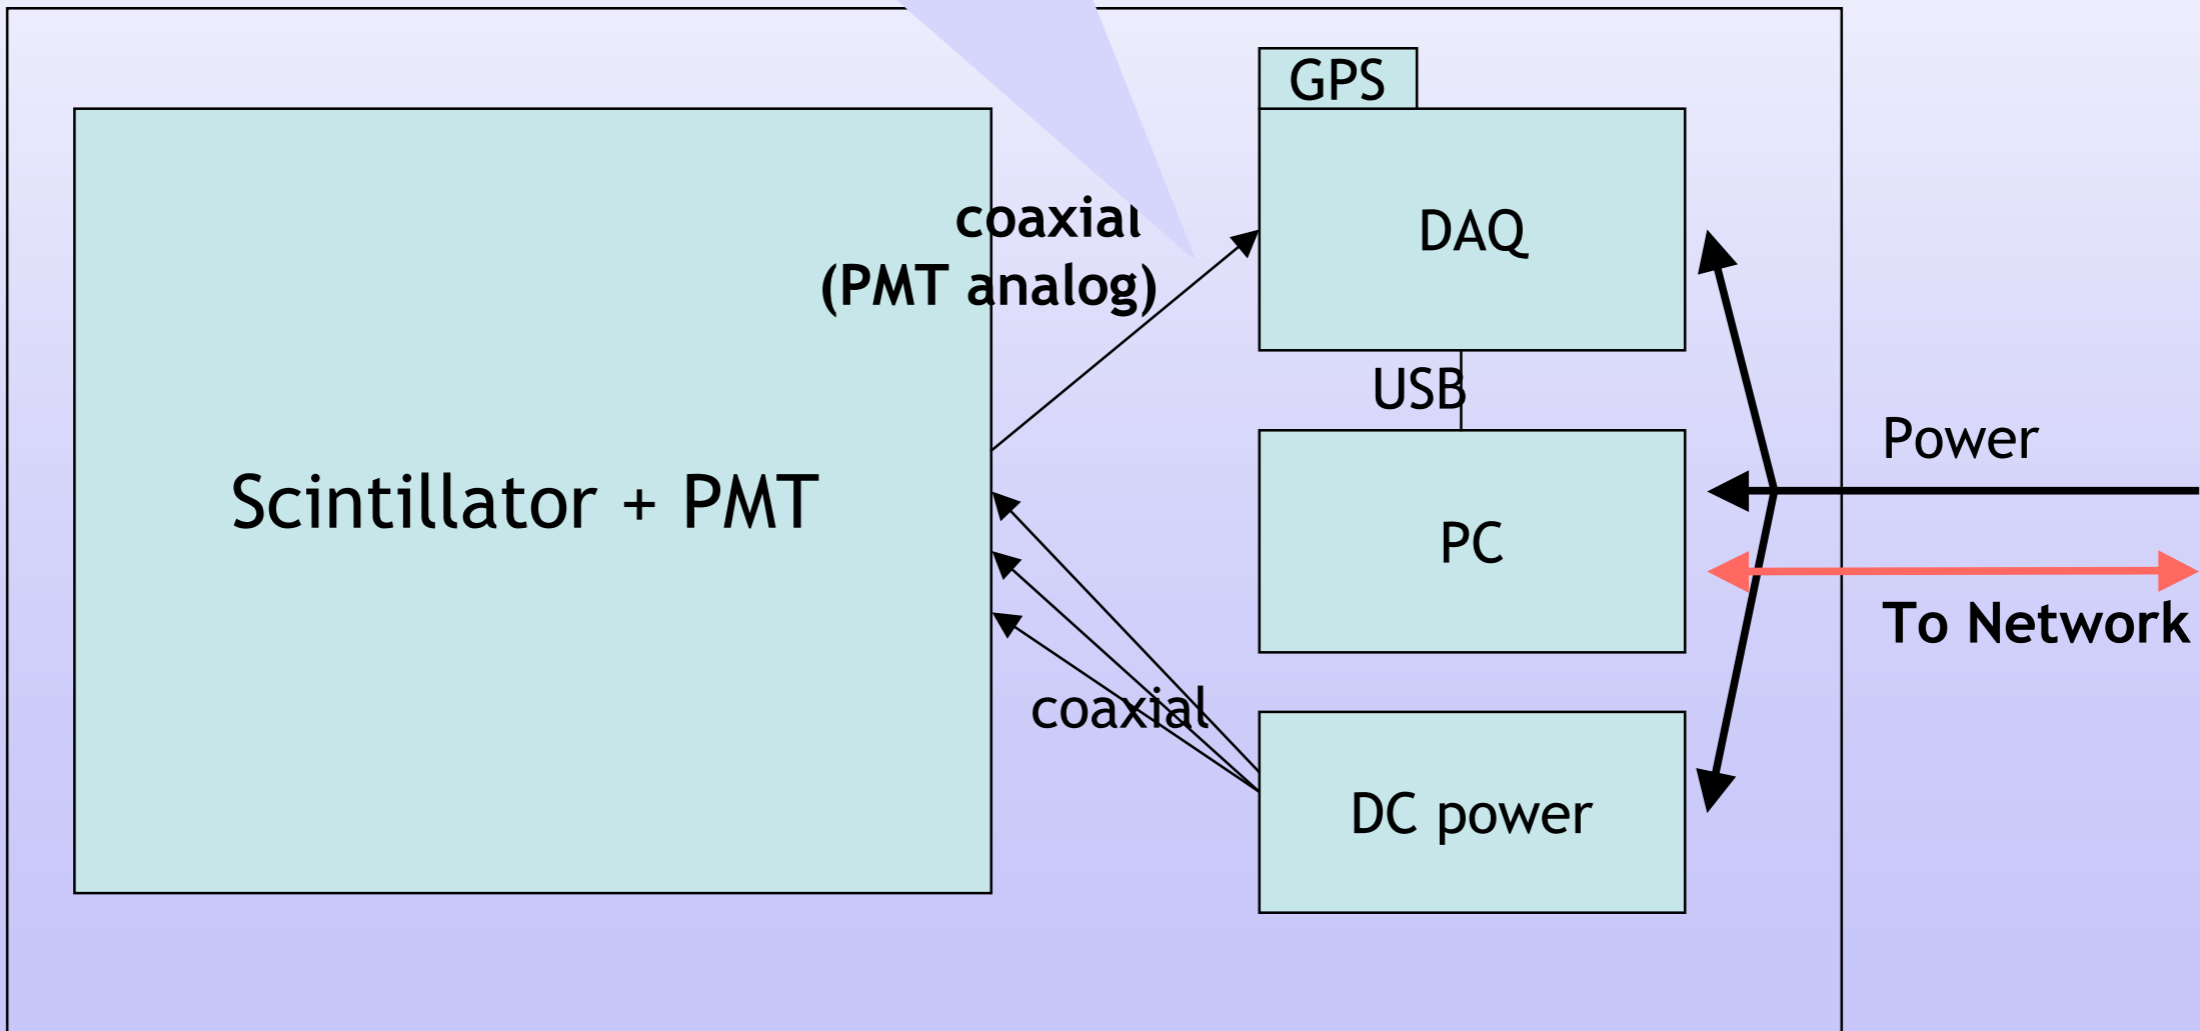 GPS
coaxial
(PMT analog)
DAQ
USB
Power
Scintillator + PMT
PC
To Network
coaxial
DC power